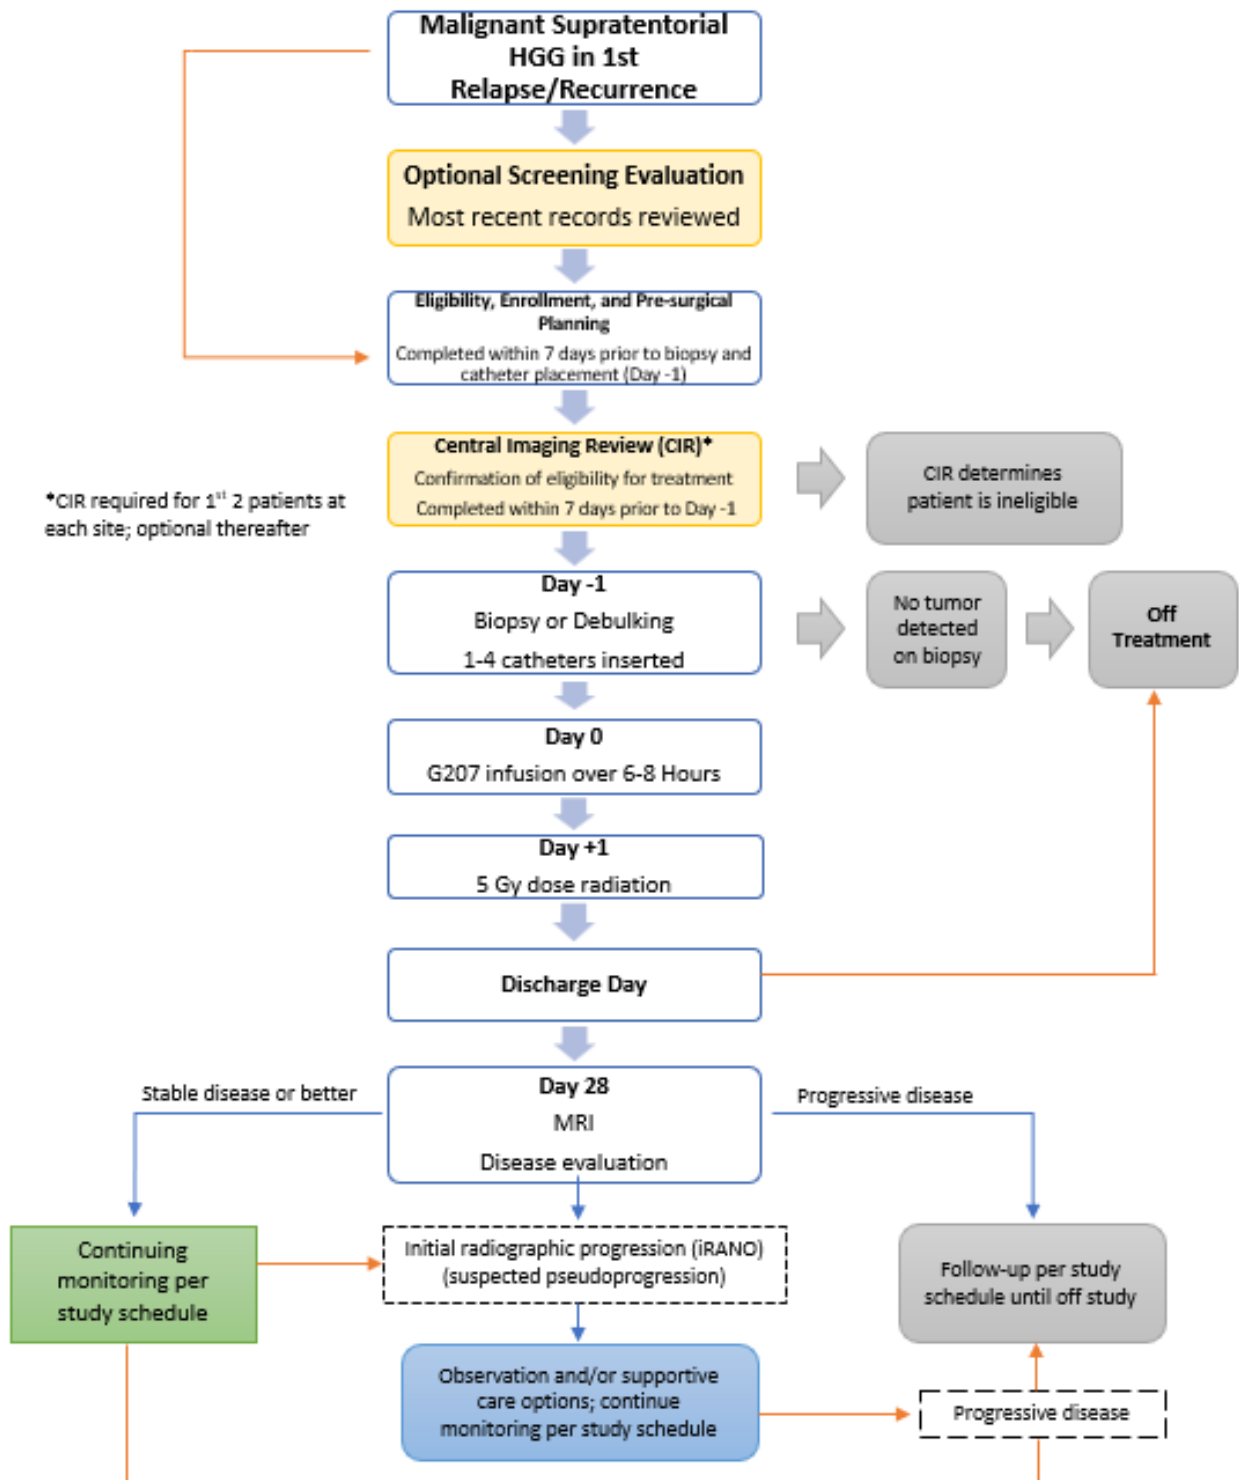 Malignant Supratentorial
HGG in 1st
Relapse/Recurrence
Optional Screening Evaluation
Most recent records reviewed
Eligibility, Enrollment, and Pre-surgical
Planning
Completed within 7 days prior to biopsy and
catheter placement (Day -1)
Central Imaging Review (CIR)*
Confirmation of eligibility for treatment
Completed within 7 days prior to Day -1
CIR determines
patient is ineligible
*CIR required for 1st 2 patients at
each site; optional thereafter
Day -1
Biopsy or Debulking
1-4 catheters inserted
No tumor
detected
on biopsy
Off
Treatment
Day 0
G207 infusion over 6-8 Hours
Day +1
5 Gy dose radiation
Discharge Day
Day 28
MRI
Disease evaluation
Stable disease or better
Progressive disease
Continuing
monitoring per
study schedule
Initial radiographic progression (iRANO)
(suspected pseudoprogression)
Follow-up per study
schedule until off study
Observation and/or supportive
care options; continue
monitoring per study schedule
Progressive disease